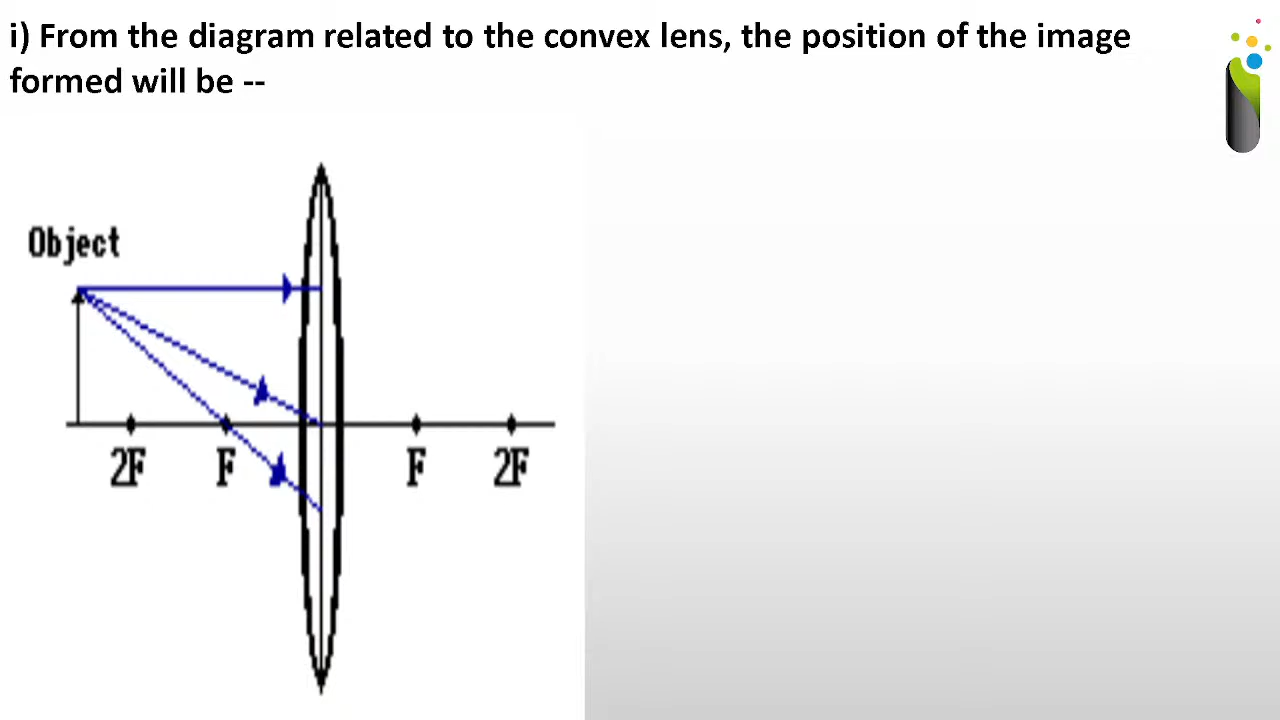 i) From the diagram related to the convex lens, the position of the image
formed will be --
Object
2F F F 2F